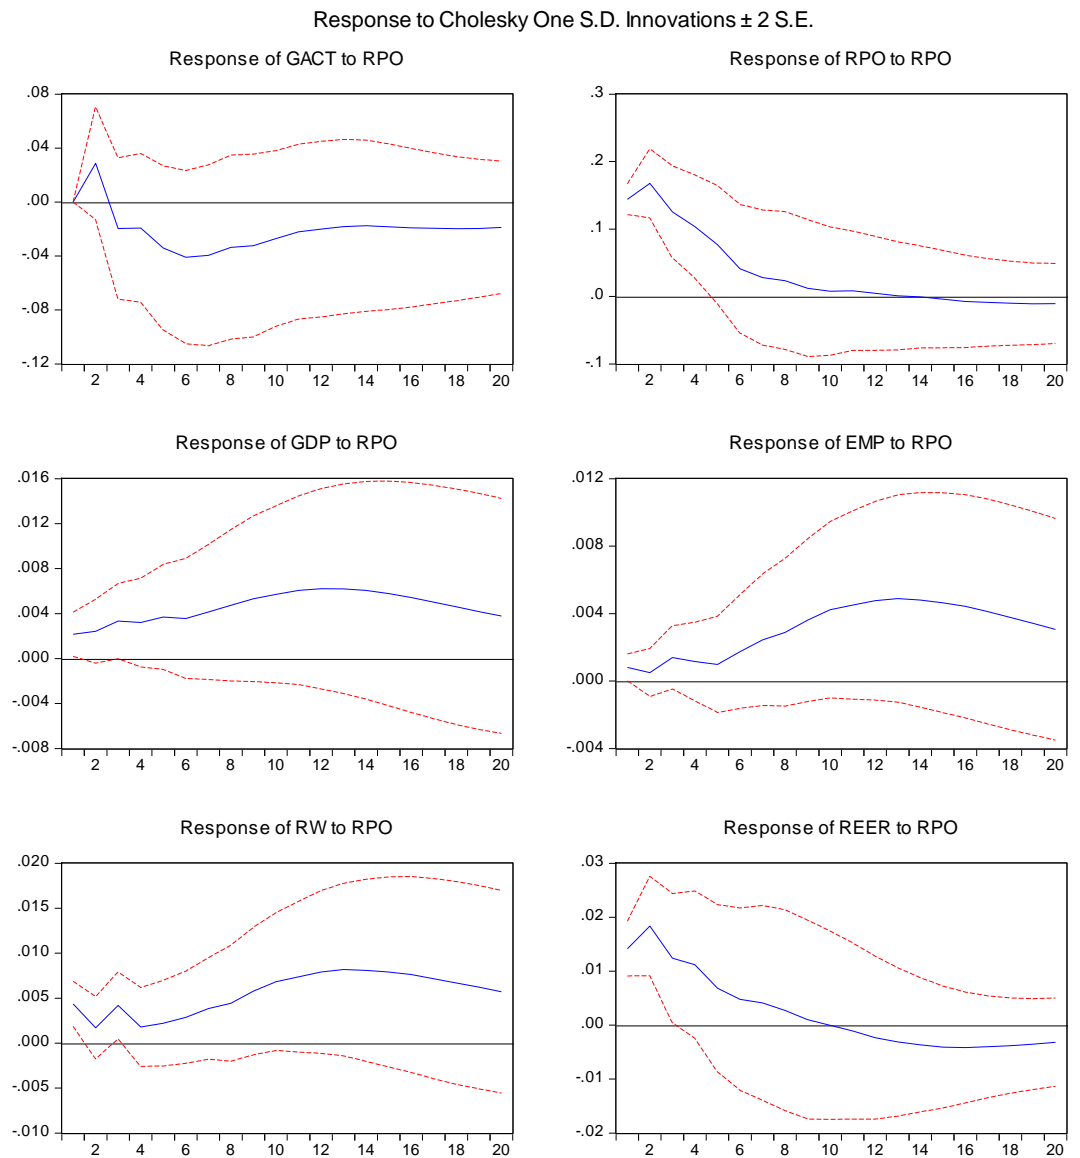 Response to Cholesky One S.D. Innovations ± 2 S.E.
Response of GACT to RPO
.08
.04
.00
-.04
-.08
-.12
2 4 6 8 10 12 14 16 18 20
Response of RPO to RPO
.3
.2
.1
.0
-.1
2 4 6 8 10 12 14 16 18 20
Response of GDP to RPO
.016
.012
.008
.004
.000
-.004
-.008
2 4 6 8 10 12 14 16 18 20
Response of EMP to RPO
.012
.008
.004
.000
-.004
2 4 6 8 10 12 14 16 18 20
Response of RW to RPO
.020
.015
.010
.005
.000
-.005
-.010
2 4 6 8 10 12 14 16 18 20
Response of REER to RPO
.03
.02
.01
.00
-.01
-.02
2 4 6 8 10 12 14 16 18 20